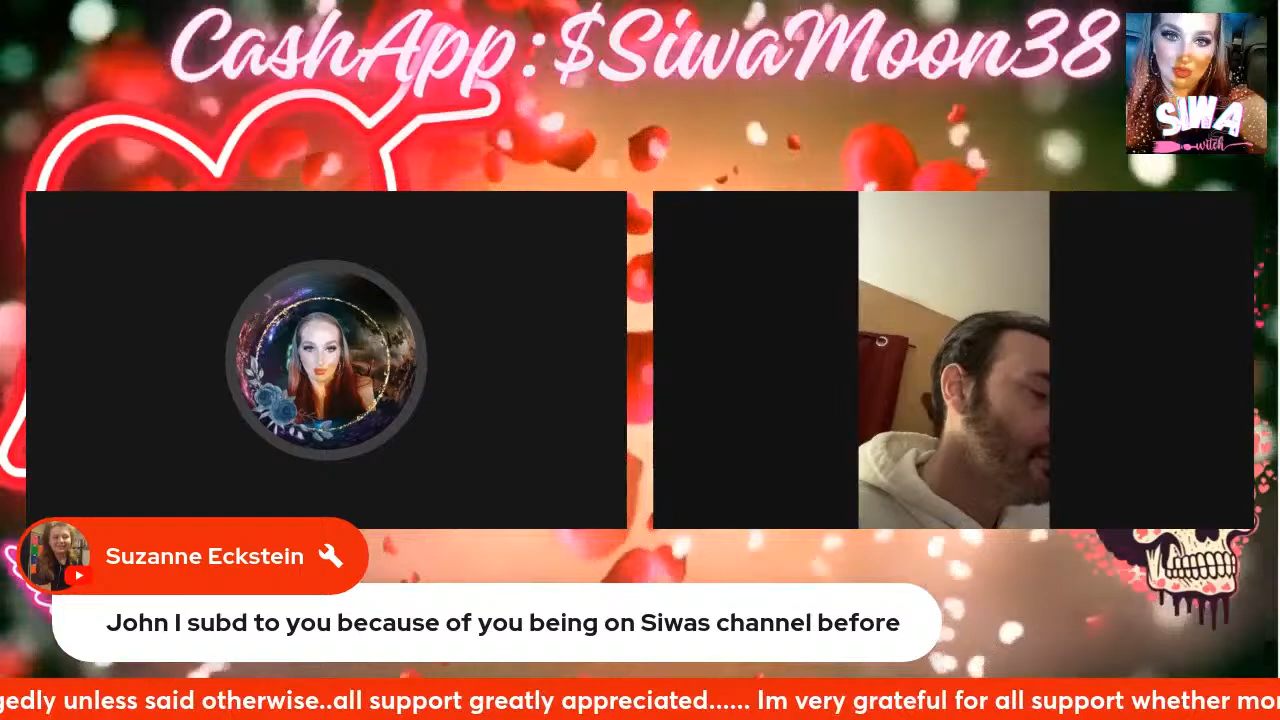 CashApp:$SiwaMoon38
SIWA
witch
Suzanne Eckstein
John I subd to you because of you being on Siwas channel before
gedly unless said otherwise..all support greatly appreciated...... Im very grateful for all support whether mo